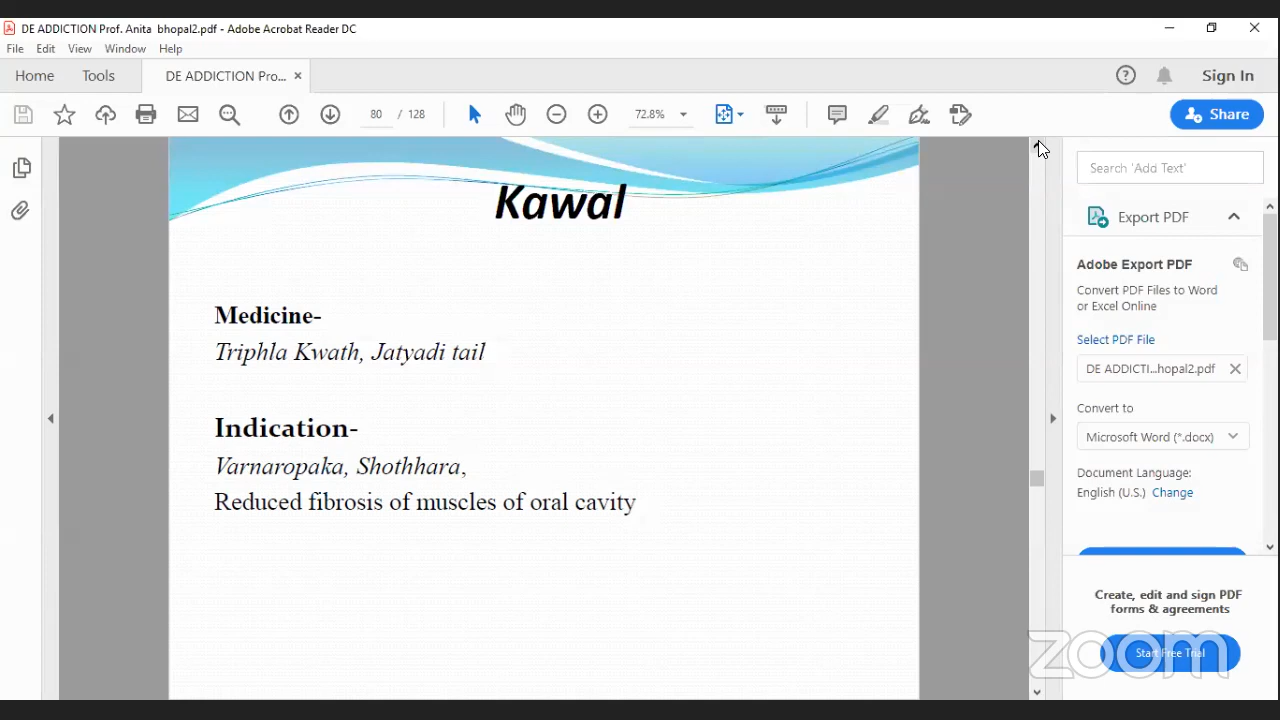 DE ADDICTION Prof. Anita bhopal2.pdf - Adobe Acrobat Reader DC
File Edit View Window Help
Home Tools DE ADDICTION Pro... ×
? Sign In
80 / 128 72.8% Share
Kawal
Medicine-
Triphla Kwath, Jatyadi tail
Indication-
Varnaropaka, Shothhara,
Reduced fibrosis of muscles of oral cavity
Search 'Add Text'
Export PDF
Adobe Export PDF
Convert PDF Files to Word
or Excel Online
Select PDF File
DE ADDICTI...hopal2.pdf
Convert to
Microsoft Word (*.docx)
Document Language:
English (U.S.) Change
Create, edit and sign PDF
forms & agreements
Start Free Trial
zoom